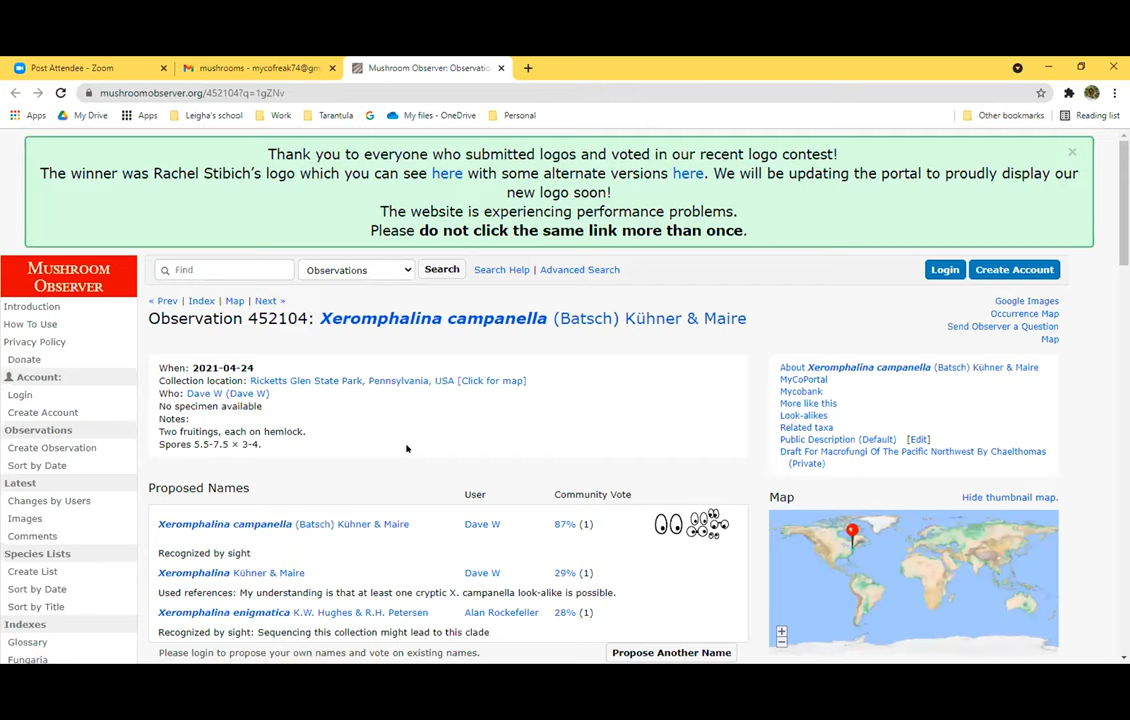 Post Attendee - Zoom
mushrooms - mycofreak74@gm
Mushroom Observer: Observatio
mushroomobserver.org/452104?q=1gZNv
Apps
My Drive
Apps
Leigha's school
Work
Tarantula
My files - OneDrive
Personal
Other bookmarks
Reading list
Thank you to everyone who submitted logos and voted in our recent logo contest!
The winner was Rachel Stibich's logo which you can see here with some alternate versions here. We will be updating the portal to proudly display our
new logo soon!
The website is experiencing performance problems.
Please do not click the same link more than once.
MUSHROOM
OBSERVER
Introduction
How To Use
Privacy Policy
Donate
Account:
Login
Create Account
Observations
Create Observation
Sort by Date
Latest
Changes by Users
Images
Comments
Species Lists
Create List
Sort by Date
Sort by Title
Indexes
Glossary
Fungaria
Find
Observations
Search
Search Help | Advanced Search
Login
Create Account
« Prev | Index | Map | Next »
Observation 452104: Xeromphalina campanella (Batsch) Kühner & Maire
Google Images
Occurrence Map
Send Observer a Question
Map
When: 2021-04-24
Collection location: Ricketts Glen State Park, Pennsylvania, USA [Click for map]
Who: Dave W (Dave W)
No specimen available
Notes:
Two fruitings, each on hemlock.
Spores 5.5-7.5 × 3-4.
About Xeromphalina campanella (Batsch) Kühner & Maire
MyCoPortal
Mycobank
More like this
Look-alikes
Related taxa
Public Description (Default) [Edit]
Draft For Macrofungi Of The Pacific Northwest By Chaelthomas
(Private)
Proposed Names
User
Community Vote
Xeromphalina campanella (Batsch) Kühner & Maire
Dave W
87% (1)
Recognized by sight
Xeromphalina Kühner & Maire
Dave W
29% (1)
Used references: My understanding is that at least one cryptic X. campanella look-alike is possible.
Xeromphalina enigmatica K.W. Hughes & R.H. Petersen
Alan Rockefeller
28% (1)
Recognized by sight: Sequencing this collection might lead to this clade
Please login to propose your own names and vote on existing names.
Propose Another Name
Map
Hide thumbnail map.